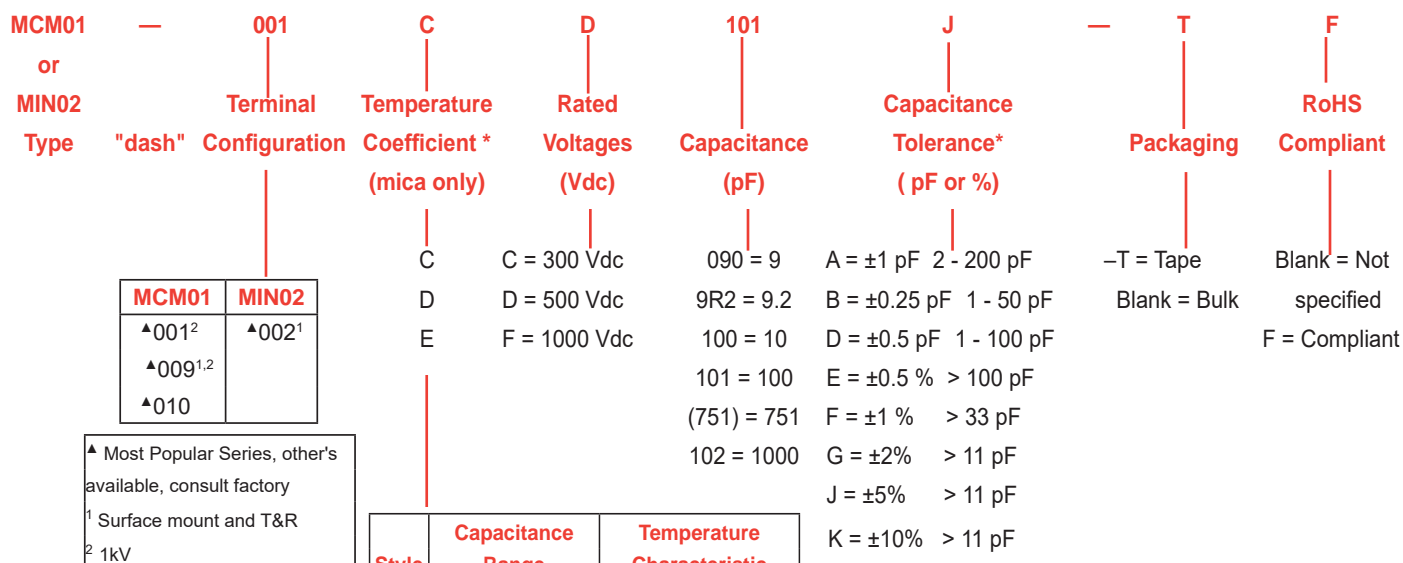 MCM01 — 001 C D 101 J — T F
or
MIN02 Terminal Temperature Rated Capacitance RoHS
Type "dash" Configuration Coefficient * Voltages Capacitance Tolerance* Packaging Compliant
(mica only) (Vdc) (pF) ( pF or %)
C C = 300 Vdc 090 = 9 A = ±1 pF 2 - 200 pF –T = Tape Blank = Not
MCM01 MIN02 D D = 500 Vdc 9R2 = 9.2 B = ±0.25 pF 1 - 50 pF Blank = Bulk specified
▲001² ▲002¹ E F = 1000 Vdc 100 = 10 D = ±0.5 pF 1 - 100 pF F = Compliant
▲009¹,² 101 = 100 E = ±0.5 % > 100 pF
▲010 (751) = 751 F = ±1 % > 33 pF
▲ Most Popular Series, other's 102 = 1000 G = ±2% > 11 pF
available, consult factory J = ±5% > 11 pF
¹ Surface mount and T&R Capacitance Temperature K = ±10% > 11 pF
² 1kV Style Range Characteristic